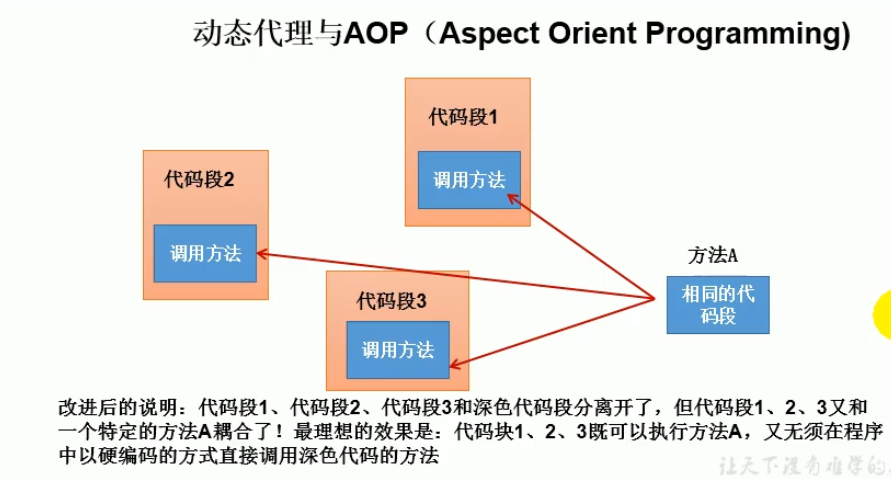 动态代理与AOP（Aspect Orient Programming)
代码段1
调用方法
代码段2
调用方法
代码段3
调用方法
方法A
相同的代
码段
改进后的说明：代码段1、代码段2、代码段3和深色代码段分离开了，但代码段1、2、3又和
一个特定的方法A耦合了！最理想的效果是：代码块1、2、3既可以执行方法A，又无须在程序
中以硬编码的方式直接调用深色代码的方法
让天下没有难学的